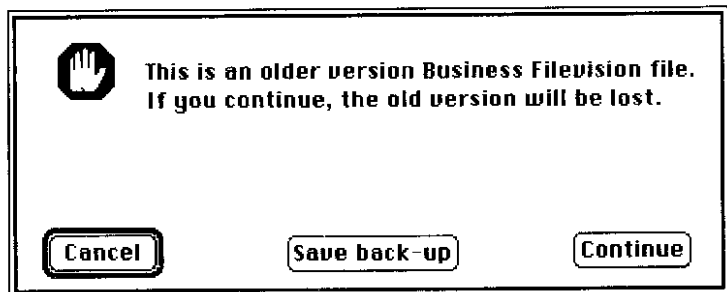 This is an older version Business Filevision file.
If you continue, the old version will be lost.
Cancel Save back-up Continue